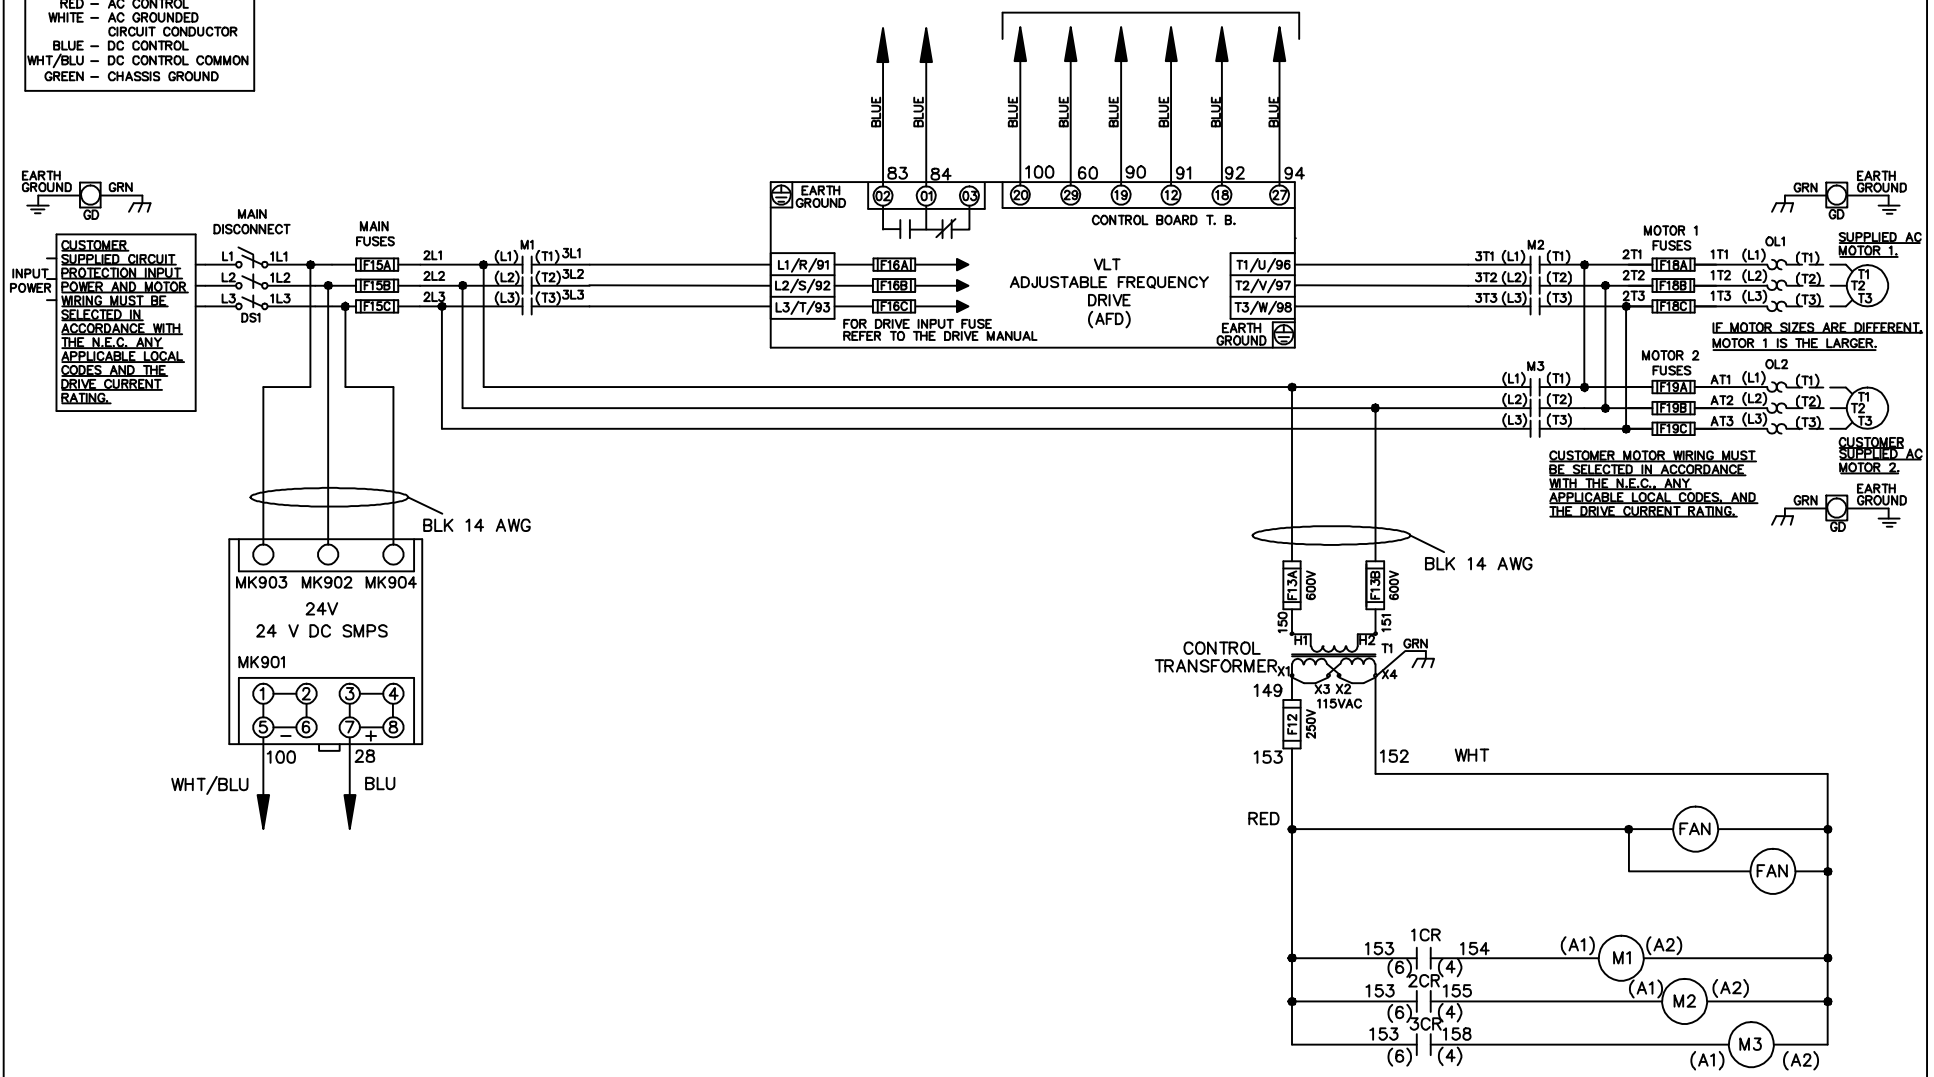 RED – AC CONTROL
WHITE – AC GROUNDED
CIRCUIT CONDUCTOR
BLUE – DC CONTROL
WHT/BLU – DC CONTROL COMMON
GREEN – CHASSIS GROUND
BLUE
BLUE
BLUE
BLUE
BLUE
BLUE
BLUE
BLUE
83
84
100
60
90
91
92
94
EARTH
GROUND
GRN
GD
MAIN
DISCONNECT
MAIN
FUSES
L1
1L1
L2
1L2
L3
1L3
DS1
F15A
F15B
F15C
2L1
2L2
2L3
M1
(L1)
(T1)
3L1
(L2)
(T2)
3L2
(L3)
(T3)
3L3
INPUT
POWER
CUSTOMER
SUPPLIED CIRCUIT
PROTECTION INPUT
POWER AND MOTOR
WIRING MUST BE
SELECTED IN
ACCORDANCE WITH
THE N.E.C. ANY
APPLICABLE LOCAL
CODES AND THE
DRIVE CURRENT
RATING.
EARTH
GROUND
02
01
03
20
29
19
12
18
27
CONTROL BOARD T. B.
L1/R/91
L2/S/92
L3/T/93
F16A
F16B
F16C
FOR DRIVE INPUT FUSE
REFER TO THE DRIVE MANUAL
VLT
ADJUSTABLE FREQUENCY
DRIVE
(AFD)
T1/U/96
T2/V/97
T3/W/98
EARTH
GROUND
M2
3T1 (L1)
(T1)
3T2 (L2)
(T2)
3T3 (L3)
(T3)
MOTOR 1
FUSES
2T1
F18A
1T1
(L1)
OL1
(T1)
2T2
F18B
1T2
(L2)
(T2)
2T3
F18C
1T3
(L3)
(T3)
GRN
GD
EARTH
GROUND
SUPPLIED AC
MOTOR 1.
T1
T2
T3
IF MOTOR SIZES ARE DIFFERENT.
MOTOR 1 IS THE LARGER.
M3
(L1)
(T1)
(L2)
(T2)
(L3)
(T3)
MOTOR 2
FUSES
F19A
AT1
(L1)
OL2
(T1)
F19B
AT2
(L2)
(T2)
F19C
AT3
(L3)
(T3)
T1
T2
T3
CUSTOMER
SUPPLIED AC
MOTOR 2.
CUSTOMER MOTOR WIRING MUST
BE SELECTED IN ACCORDANCE
WITH THE N.E.C., ANY
APPLICABLE LOCAL CODES, AND
THE DRIVE CURRENT RATING.
GRN
GD
EARTH
GROUND
BLK 14 AWG
MK903
MK902
MK904
24V
24 V DC SMPS
MK901
1
2
3
4
5
–
6
7
+
8
100
28
WHT/BLU
BLU
BLK 14 AWG
F13A
600V
F13B
600V
150
151
H1
H2
T1
GRN
CONTROL
TRANSFORMER
X1
X3
X2
X4
115VAC
149
F12
250V
153
152
WHT
RED
FAN
FAN
1CR
153
154
(6)
(4)
(A1)
M1
(A2)
2CR
153
155
(6)
(4)
(A1)
M2
(A2)
3CR
153
158
(6)
(4)
(A1)
M3
(A2)